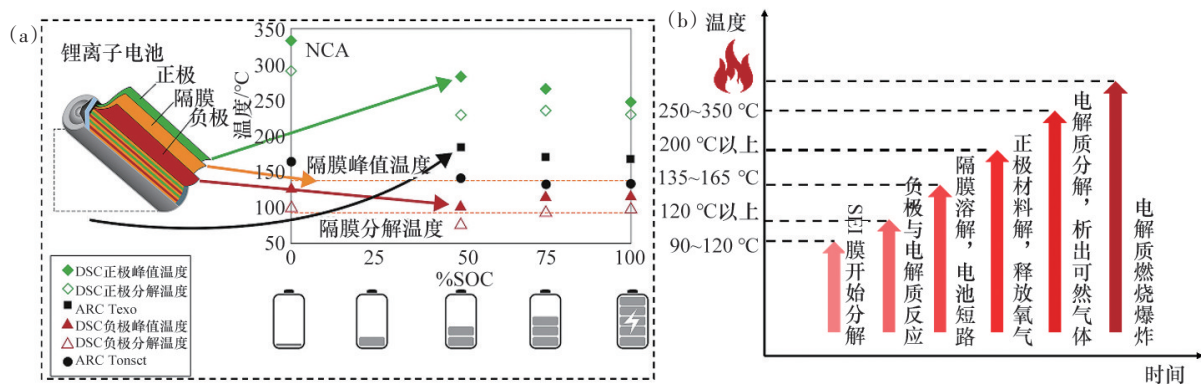 (a)
锂离子电池
正极
隔膜
负极
NCA
温度/℃
350
300
250
200
150
100
50
隔膜峰值温度
隔膜分解温度
0
25
50
75
100
%SOC
DSC正极峰值温度
DSC正极分解温度
ARC Texo
DSC负极峰值温度
DSC负极分解温度
ARC Tonsct
(b)
温度
250~350 ℃
200 ℃以上
135~165 ℃
120 ℃以上
90~120 ℃
SEI膜开始分解
负极与电解质反应
隔膜溶解，电池短路
正极材料解，释放氧气
电解质分解，析出可然气体
电解质燃烧爆炸
时间